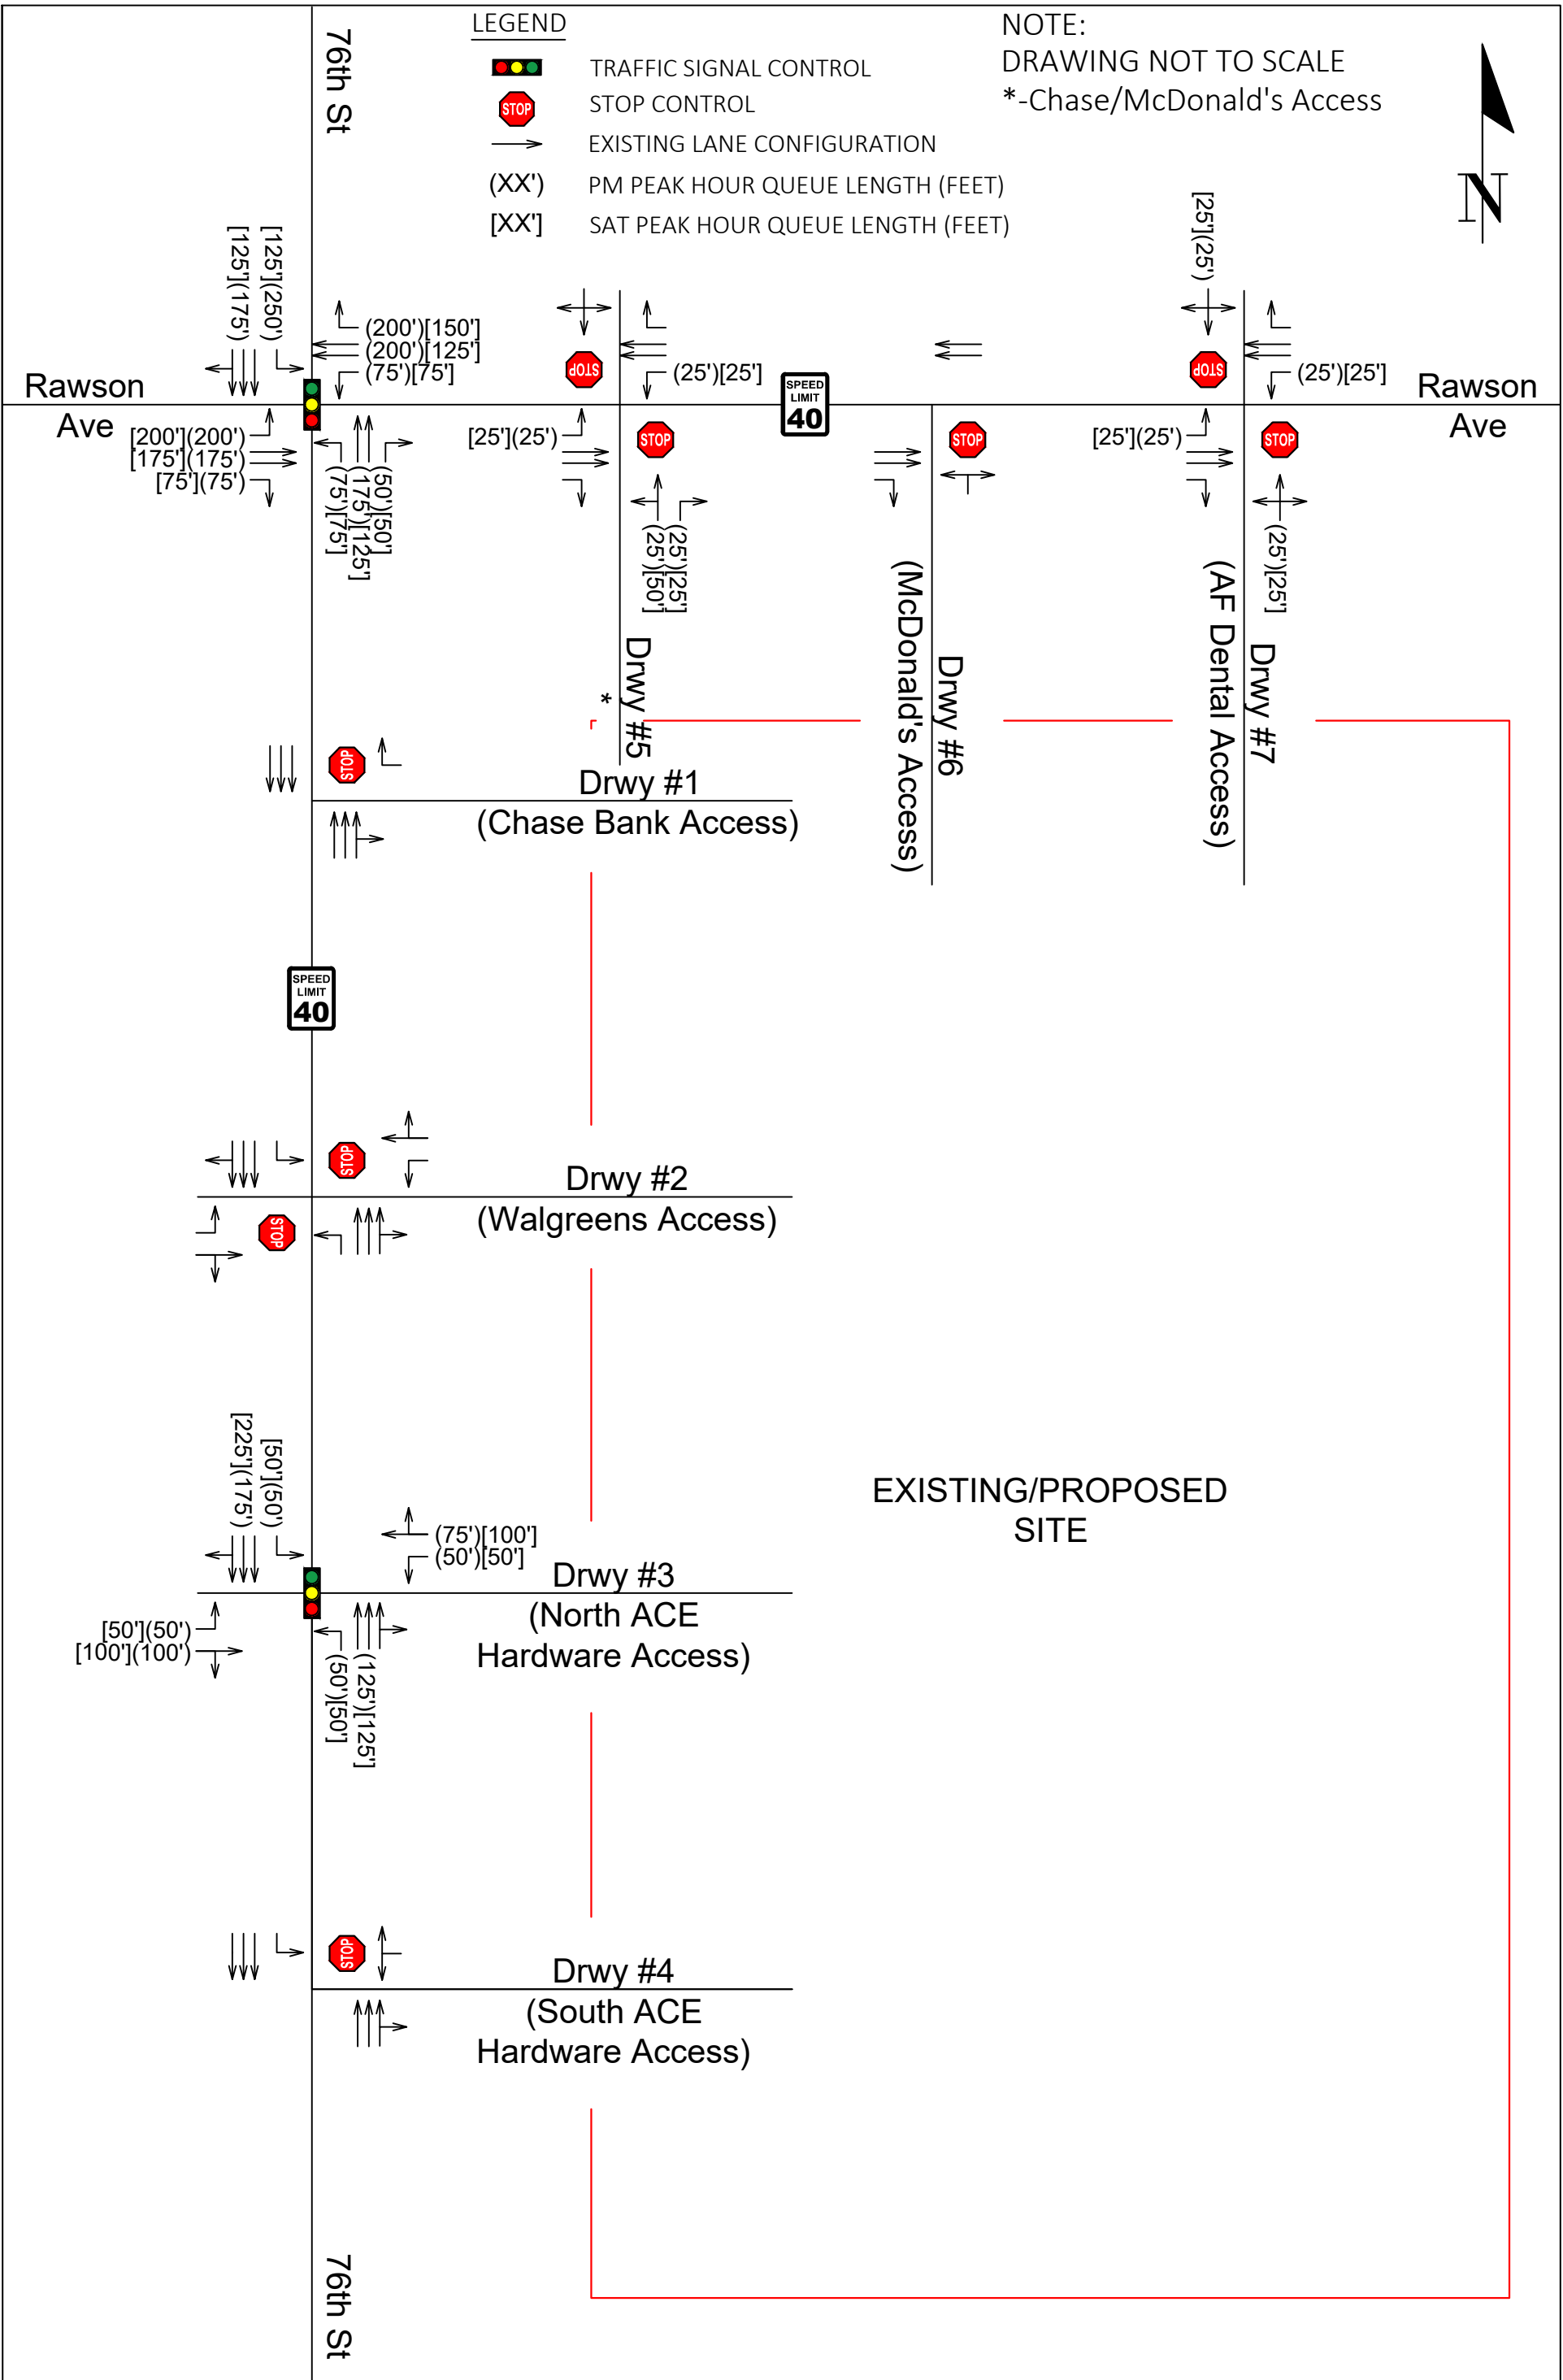 LEGEND
TRAFFIC SIGNAL CONTROL
STOP
STOP CONTROL
EXISTING LANE CONFIGURATION
(XX') PM PEAK HOUR QUEUE LENGTH (FEET)
[XX'] SAT PEAK HOUR QUEUE LENGTH (FEET)
NOTE:
DRAWING NOT TO SCALE
*-Chase/McDonald's Access
N
76th St
[125'](175')
[125'](250')
(200')[150']
(200')[125']
(75')[75']
Rawson
Ave
[200'](200')
[175'](175')
[75'](75')
(75')[75']
(175')[125']
(50')[50']
STOP
(25')[25']
[25'](25')
STOP
(25')[50']
(25')[25']
Drwy #5
*
SPEED
LIMIT
40
STOP
Drwy #6
(McDonald's Access)
[25'](25')
STOP
(25')[25']
[25'](25')
STOP
(25')[25']
Drwy #7
(AF Dental Access)
Rawson
Ave
STOP
Drwy #1
(Chase Bank Access)
SPEED
LIMIT
40
STOP
Drwy #2
(Walgreens Access)
STOP
[225'](175')
[50'](50')
(75')[100']
(50')[50']
Drwy #3
(North ACE
Hardware Access)
[50'](50')
[100'](100')
(50')[50']
(125')[125']
EXISTING/PROPOSED
SITE
STOP
Drwy #4
(South ACE
Hardware Access)
76th St